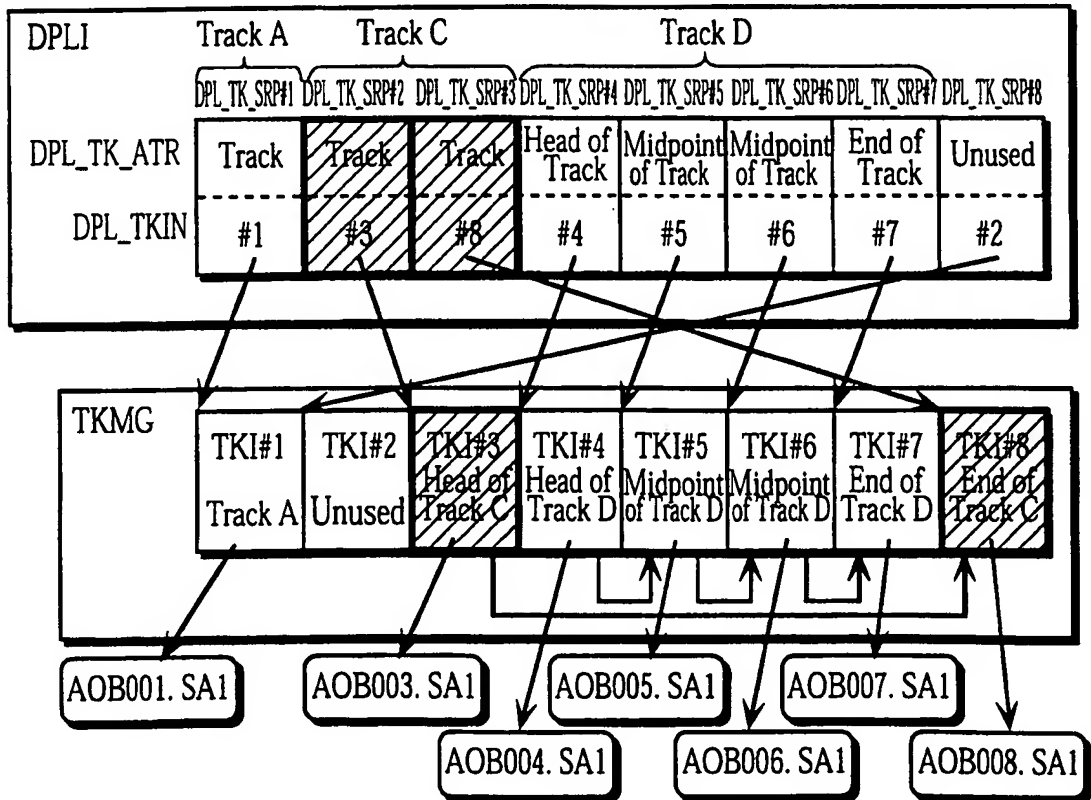 DPLI
Track A Track C Track D
DPL_TK_SRP#1 DPL_TK_SRP#2 DPL_TK_SRP#3 DPL_TK_SRP#4 DPL_TK_SRP#5 DPL_TK_SRP#6 DPL_TK_SRP#7 DPL_TK_SRP#8
DPL_TK_ATR Track Track Track Head of Track Midpoint of Track Midpoint of Track End of Track Unused
DPL_TKIN #1 #3 #8 #4 #5 #6 #7 #2
TKMG
TKI#1 TKI#2 TKI#3 TKI#4 TKI#5 TKI#6 TKI#7 TKI#8
Track A Unused Head of Track C Head of Track D Midpoint of Track D Midpoint of Track D End of Track D End of Track C
AOB001. SA1 AOB003. SA1 AOB005. SA1 AOB007. SA1
AOB004. SA1 AOB006. SA1 AOB008. SA1